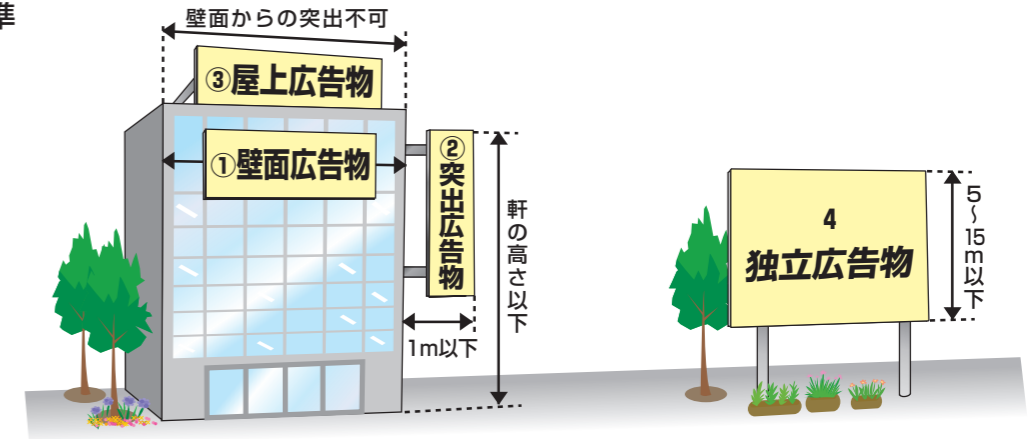 準
壁面からの突出不可
③屋上広告物
①壁面広告物
②突出広告物
軒の高さ以下
1m以下
4
独立広告物
5〜15m以下